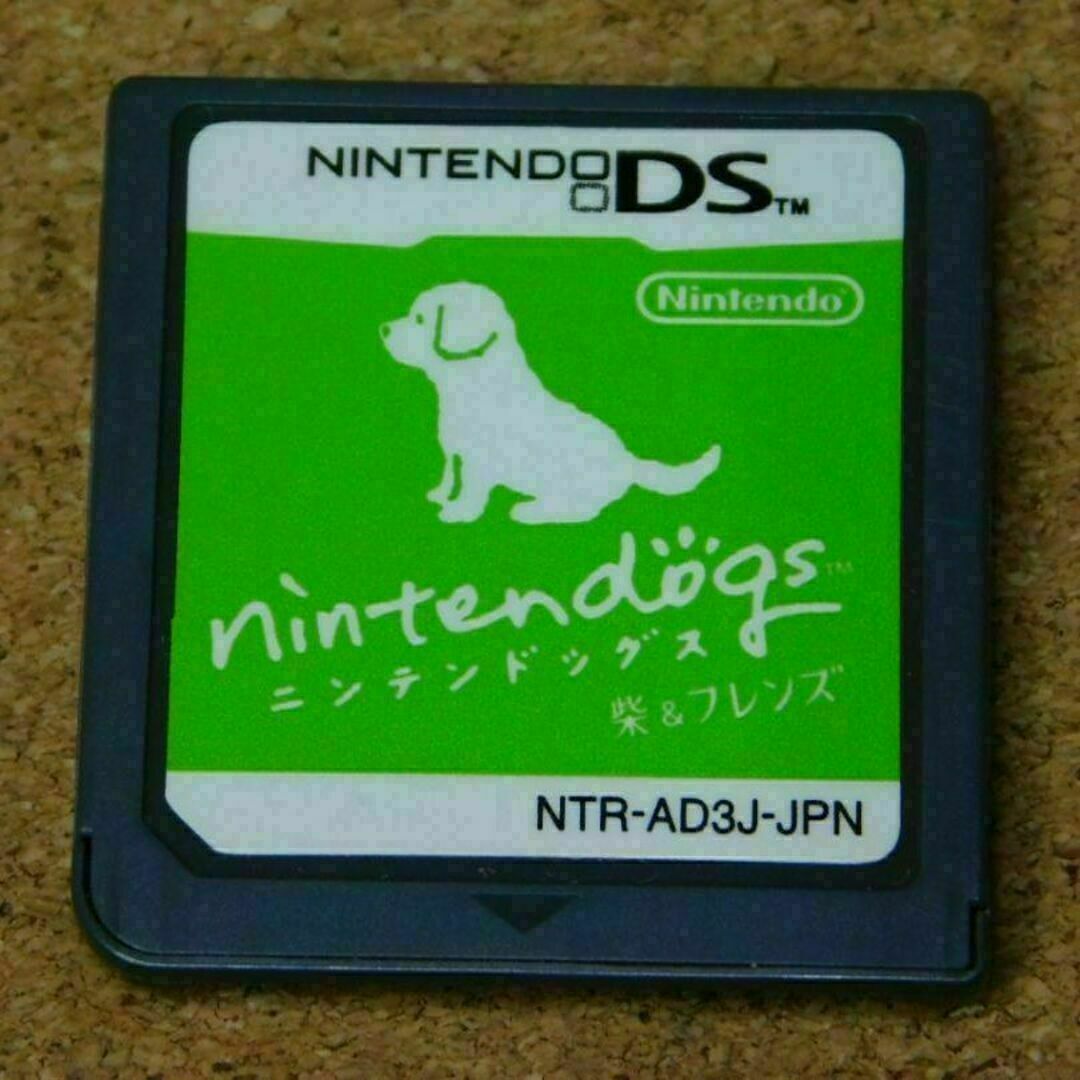 NINTENDO DS™
Nintendo®
nintendogs™
ニンテンドッグス
柴&フレンズ
NTR-AD3J-JPN